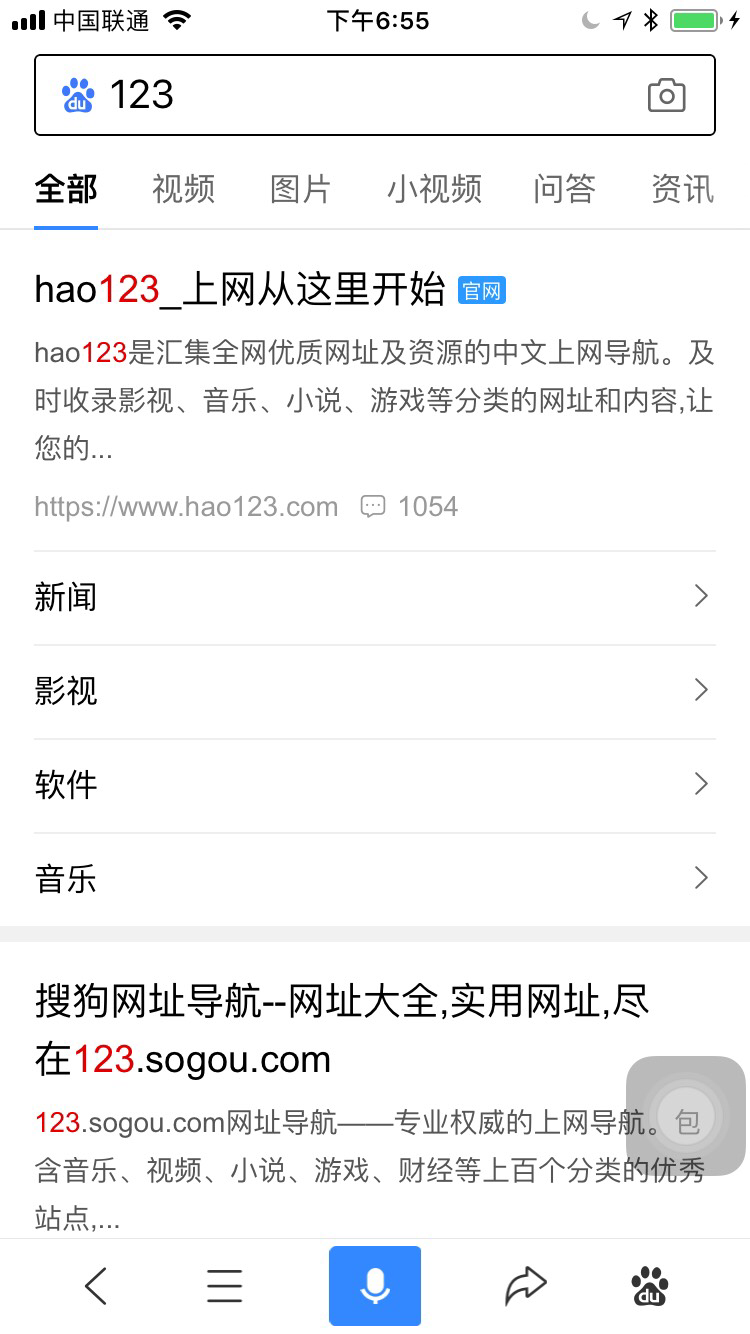 中国联通 下午6:55
du 123
全部 视频 图片 小视频 问答 资讯
hao123_上网从这里开始 官网
hao123是汇集全网优质网址及资源的中文上网导航。及
时收录影视、音乐、小说、游戏等分类的网址和内容,让
您的...
https://www.hao123.com 1054
新闻
影视
软件
音乐
搜狗网址导航--网址大全,实用网址,尽
在123.sogou.com
123.sogou.com网址导航——专业权威的上网导航。包
含音乐、视频、小说、游戏、财经等上百个分类的优秀
站点,...
du